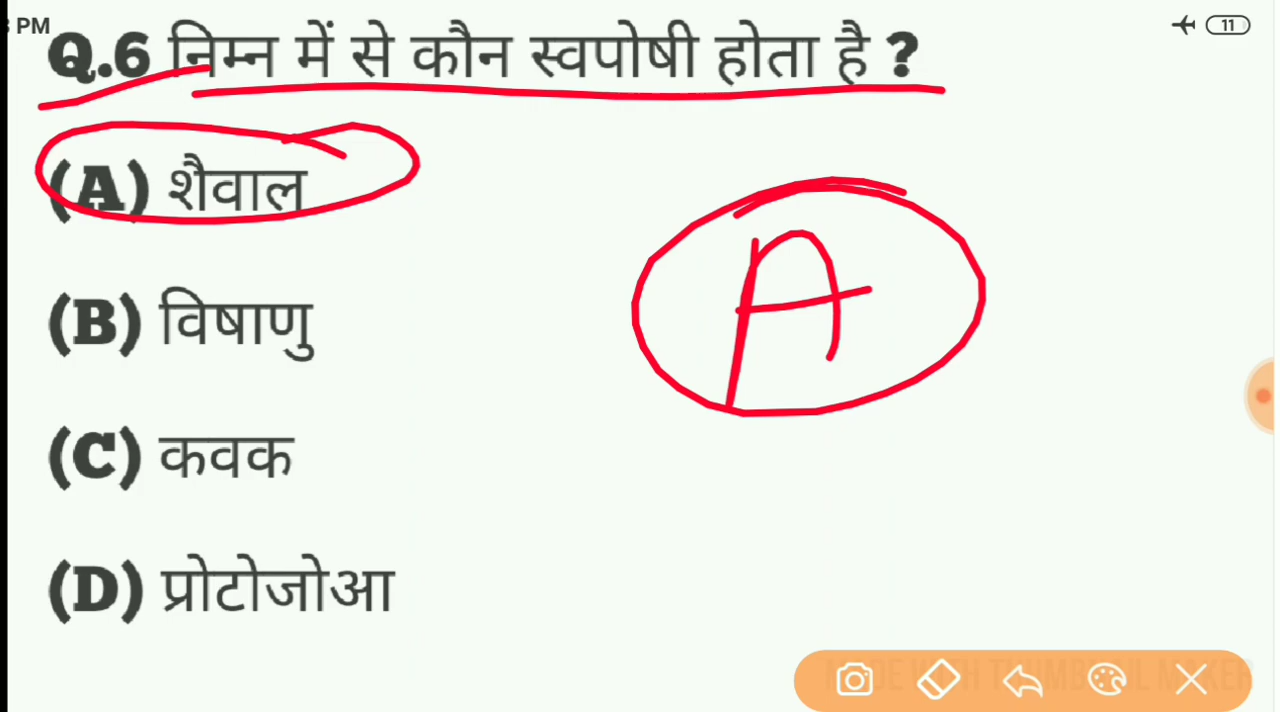 PM
11
Q.6 निम्न में से कौन स्वपोषी होता है ?
(A) शैवाल
A
(B) विषाणु
(C) कवक
(D) प्रोटोजोआ